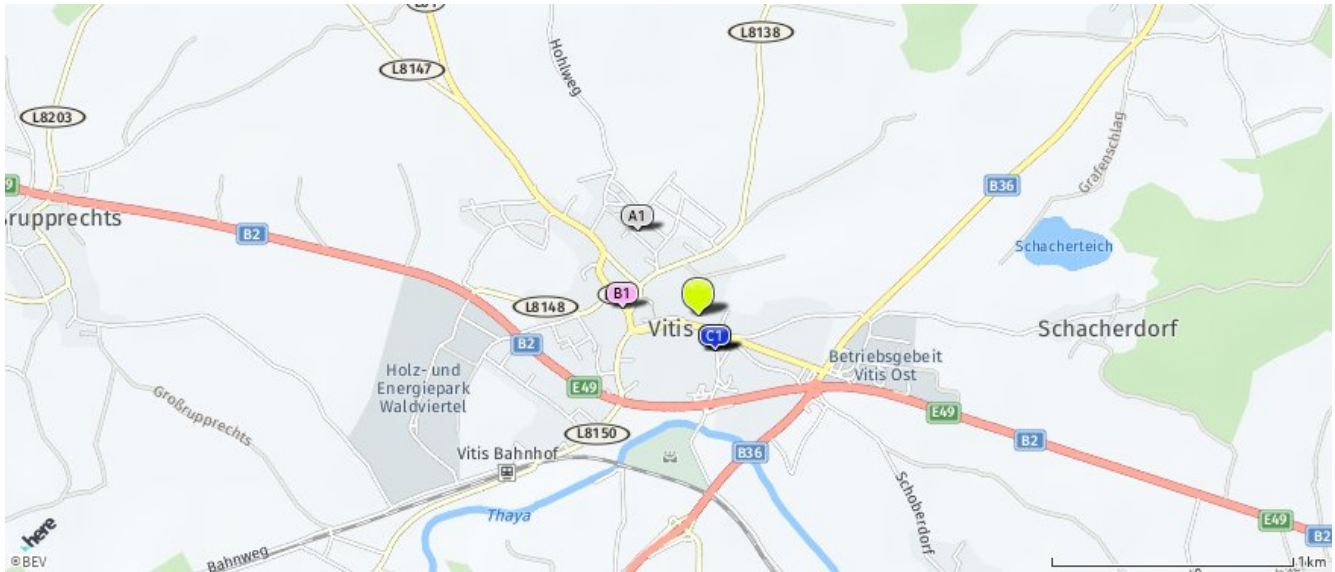 L8138
L8147
Hohlweg
L8203
Grafenschlag
B36
A1
rupprechts
B2
Schacherteich
B1
L8148
Vitis
C1
Schacherdorf
B2
Betriebsgebeit
Vitis Ost
Holz- und
Energiepark
Waldviertel
E49
Großrupprechts
E49
L8150
B2
Vitis Bahnhof
B36
Schoberdorf
Thaya
E49
B2
here
Bahnweg
©BEV
1 km